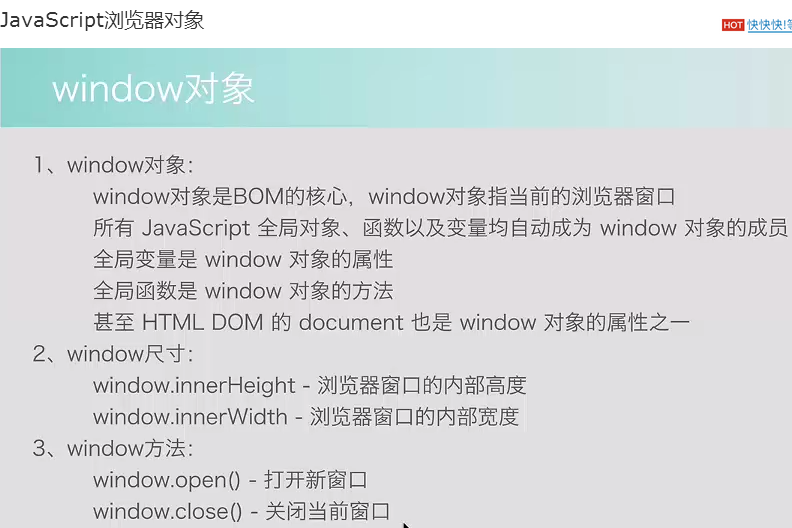 JavaScript浏览器对象
HOT 快快快!
window对象
1、window对象:
window对象是BOM的核心，window对象指当前的浏览器窗口
所有 JavaScript 全局对象、函数以及变量均自动成为 window 对象的成员
全局变量是 window 对象的属性
全局函数是 window 对象的方法
甚至 HTML DOM 的 document 也是 window 对象的属性之一
2、window尺寸:
window.innerHeight - 浏览器窗口的内部高度
window.innerWidth - 浏览器窗口的内部宽度
3、window方法:
window.open() - 打开新窗口
window.close() - 关闭当前窗口